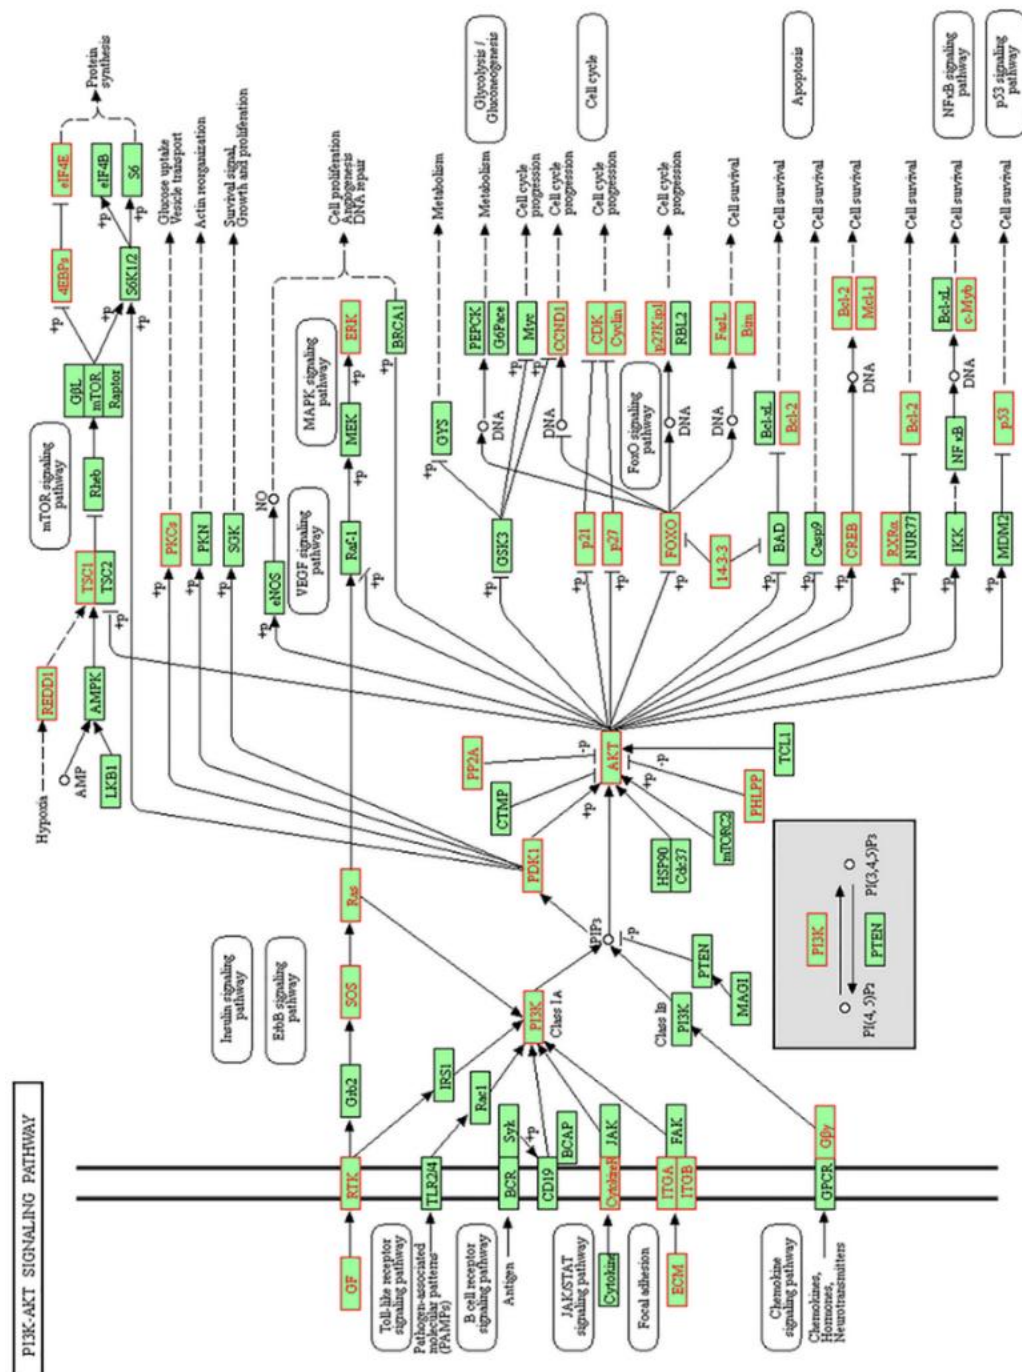 PI3K-AKT SIGNALING PATHWAY
GF
RTK
Grb2
SOS
Ras
Insulin signaling
pathway
ErbB signaling
pathway
Toll-like receptor
signaling pathway
Pathogen-associated
molecular patterns
(PAMPs)
TLR2/4
IRS1
Rac1
B cell receptor
signaling pathway
Antigen
BCR
Syk
+p
CD19
BCAP
JAK/STAT
signaling pathway
Cytokine
CytokineR
JAK
Focal adhesion
ECM
ITGA
ITGB
FAK
Chemokine
signaling pathway
Chemokines,
Hormones,
Neurotransmitters
GPCR
Gβγ
PI3K
Class IA
Class IB
PI3K
PIP3
-p
PTEN
MAGI
PI3K
PI(4,5)P2
PI(3,4,5)P3
PTEN
PDK1
CTMP
PP2A
-p
+p
AKT
+p
-p
HSP90
Cdc37
mTORC2
PHLPP
TCL1
Hypoxia
REDD1
AMP
LKB1
AMPK
TSC1
TSC2
+p
mTOR signaling
pathway
Rheb
GβL
mTOR
Raptor
+p
4EBPs
eIF4E
+p
S6K1/2
+p
eIF4B
+p
S6
Protein
synthesis
+p
PKCs
Glucose uptake
Vesicle transport
+p
PKN
Actin reorganization
+p
SGK
Survival signal,
Growth and proliferation
+p
eNOS
NO
VEGF signaling
pathway
MAPK signaling
pathway
+p
Raf-1
+p
MEK
+p
ERK
BRCA1
Cell proliferation
Angiogenesis
DNA repair
+p
GSK3
+p
GYS
Metabolism
DNA
PEPCK
G6Pace
Metabolism
Glycolysis /
Gluconeogenesis
+p
Myc
Cell cycle
progression
+p
DNA
CCND1
Cell cycle
progression
Cell cycle
+p
p21
+p
p27
CDK
Cyclin
Cell cycle
progression
FoxO signaling
pathway
+p
FOXO
DNA
p27Kip1
RBL2
Cell cycle
progression
DNA
FasL
Bim
Cell survival
14-3-3
+p
BAD
Bcl-xL
Bcl-2
Cell survival
Apoptosis
+p
Casp9
Cell survival
+p
CREB
DNA
Bcl-2
Mcl-1
Cell survival
+p
RXRα
NUR77
Bcl-2
Cell survival
+p
IKK
NFκB
DNA
Bcl-xL
c-Myb
Cell survival
NFκB signaling
pathway
+p
MDM2
p53
Cell survival
p53 signaling
pathway